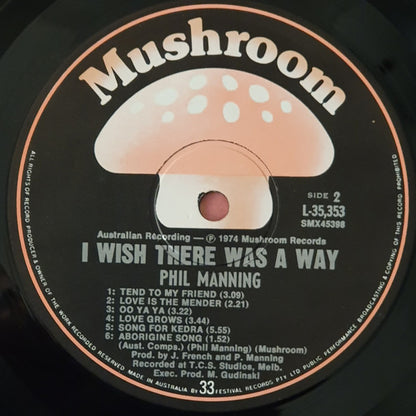 Mushroom
SIDE 2
L-35,353
SMX45398
Australian Recording — ℗ 1974 Mushroom Records
I WISH THERE WAS A WAY
PHIL MANNING
1: TEND TO MY FRIEND (3.09)
2: LOVE IS THE MENDER (2.21)
3: OO YA YA (3.22)
4: LOVE GROWS (3.44)
5: SONG FOR KEDRA (5.55)
6: ABORIGINE SONG (1.52)
(Aust. Comps.) (Phil Manning) (Mushroom)
Prod. by J. French and P. Manning
Recorded at T.C.S. Studios, Melb.
Exec. Prod. M. Gudinski
33
ALL RIGHTS OF RECORD PRODUCER & OWNER OF THE WORK RECORDED RESERVED. MADE IN AUSTRALIA BY FESTIVAL RECORDS PTY LTD. PUBLIC PERFORMANCE, BROADCASTING & COPYING OF THIS RECORD PROHIBITED